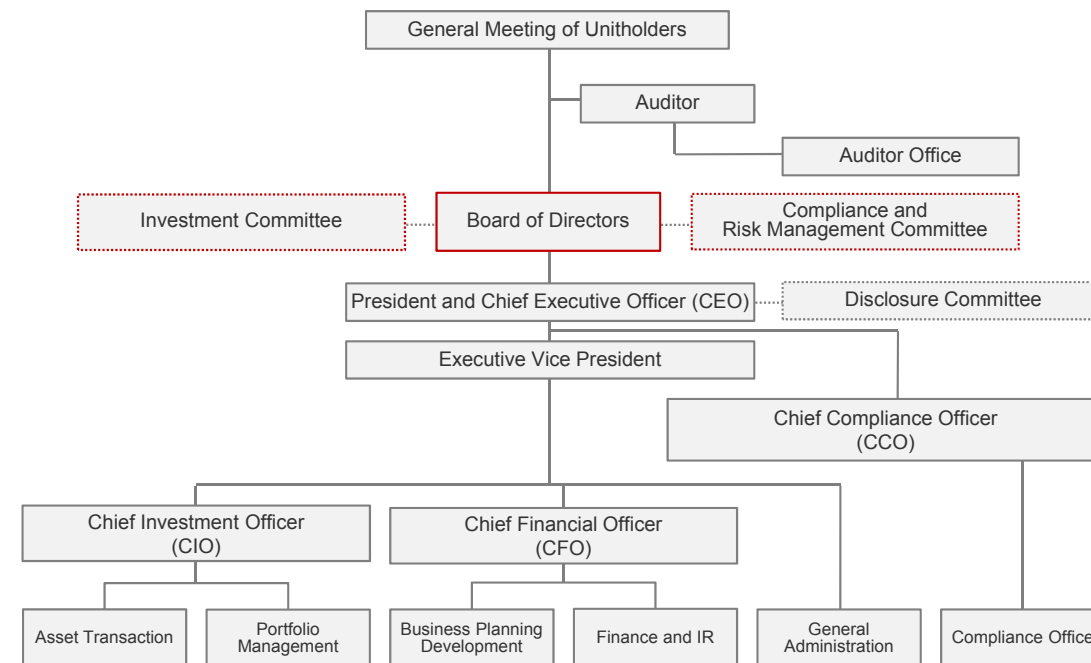 General Meeting of Unitholders
Auditor
Auditor Office
Investment Committee
Board of Directors
Compliance and
Risk Management Committee
President and Chief Executive Officer (CEO)
Disclosure Committee
Executive Vice President
Chief Compliance Officer
(CCO)
Chief Investment Officer
(CIO)
Chief Financial Officer
(CFO)
Asset Transaction
Portfolio
Management
Business Planning
Development
Finance and IR
General
Administration
Compliance Office